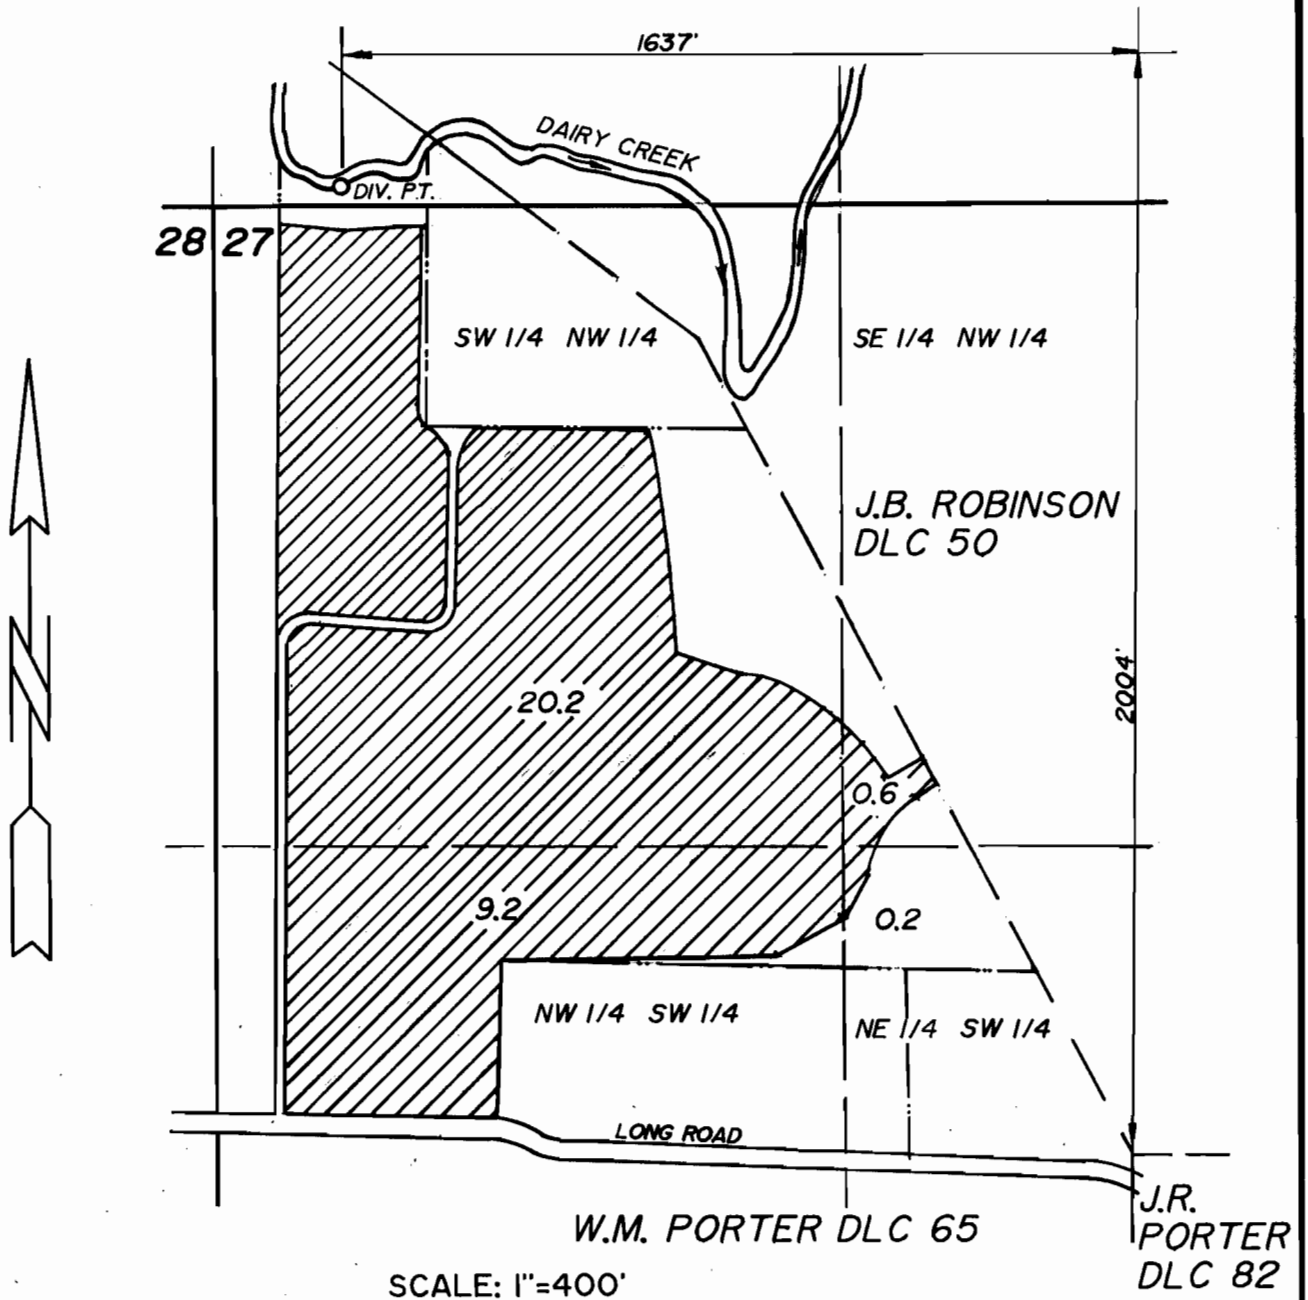 1637'
DAIRY CREEK
DIV. PT.
28 27
SW 1/4 NW 1/4
SE 1/4 NW 1/4
J.B. ROBINSON
DLC 50
N
20.2
2004'
0.6
9.2
0.2
NW 1/4 SW 1/4
NE 1/4 SW 1/4
LONG ROAD
W.M. PORTER DLC 65
J.R.
PORTER
DLC 82
SCALE: 1"=400'